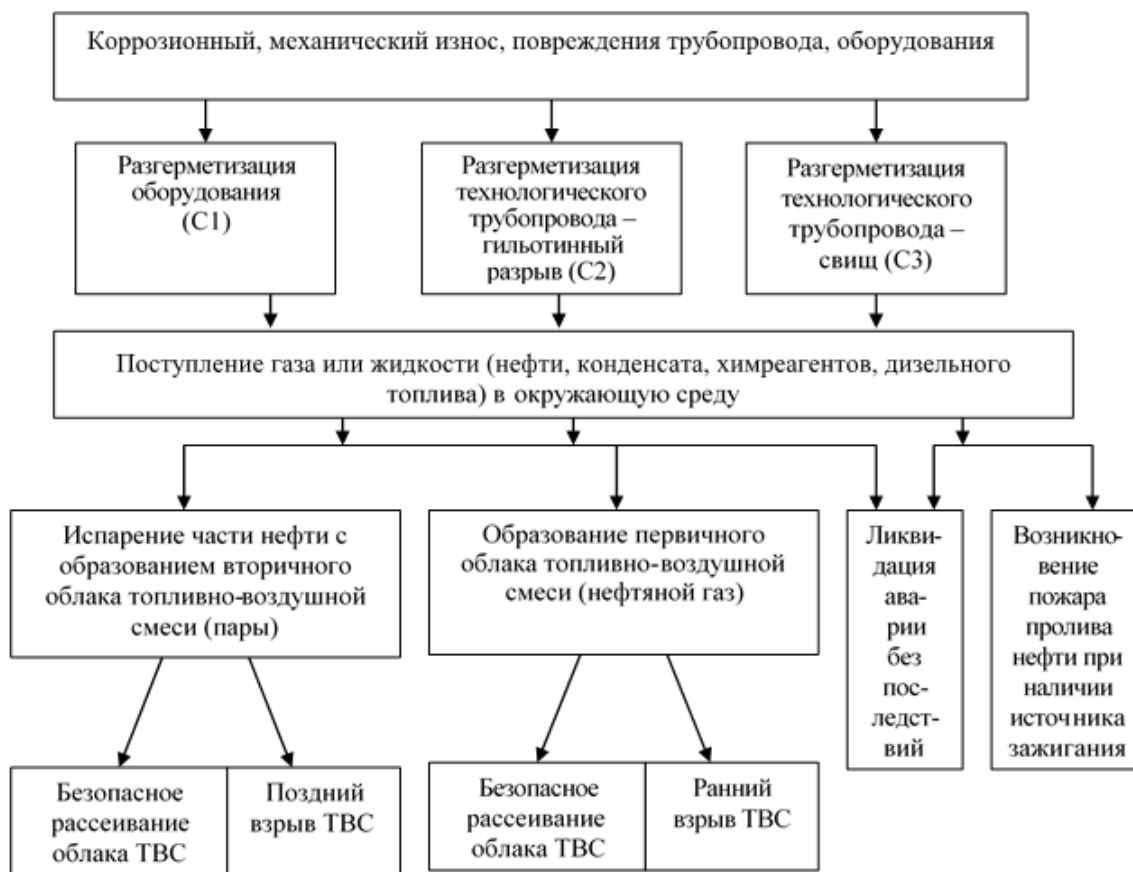 Коррозионный, механический износ, повреждения трубопровода, оборудования
Разгерметизация
оборудования
(С1)
Разгерметизация
технологического
трубопровода –
гильотинный
разрыв (С2)
Разгерметизация
технологического
трубопровода –
свищ (С3)
Поступление газа или жидкости (нефти, конденсата, химреагентов, дизельного
топлива) в окружающую среду
Испарение части нефти с
образованием вторичного
облака топливно-воздушной
смеси (пары)
Образование первичного
облака топливно-воздушной
смеси (нефтяной газ)
Ликви-
дация
ава-
рии
без
пос-
ледст-
вий
Возникно-
вение
пожара
пролива
нефти при
наличии
источника
зажигания
Безопасное
рассеивание
облака ТВС
Поздний
взрыв ТВС
Безопасное
рассеивание
облака ТВС
Ранний
взрыв ТВС